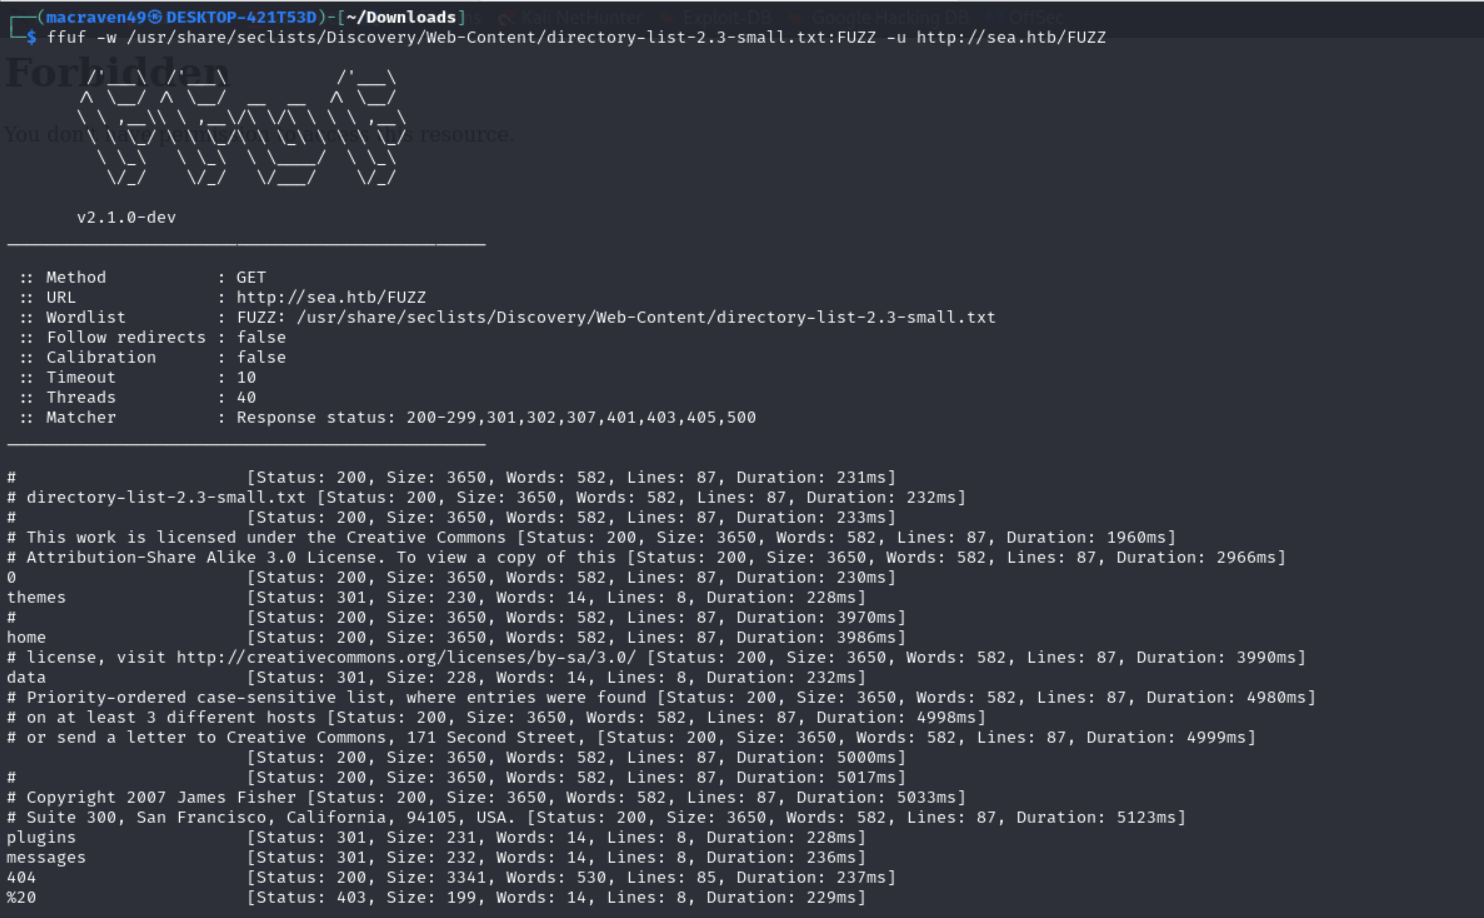 ┌──(macraven49㉿DESKTOP-421T53D)-[~/Downloads]
Kali NetHunter Exploit-DB Google Hacking DB OffSec
└─$ ffuf -w /usr/share/seclists/Discovery/Web-Content/directory-list-2.3-small.txt:FUZZ -u http://sea.htb/FUZZ
Forbidden
You don't have permission to access this resource.
v2.1.0-dev
:: Method : GET
:: URL : http://sea.htb/FUZZ
:: Wordlist : FUZZ: /usr/share/seclists/Discovery/Web-Content/directory-list-2.3-small.txt
:: Follow redirects : false
:: Calibration : false
:: Timeout : 10
:: Threads : 40
:: Matcher : Response status: 200-299,301,302,307,401,403,405,500
# [Status: 200, Size: 3650, Words: 582, Lines: 87, Duration: 231ms]
# directory-list-2.3-small.txt [Status: 200, Size: 3650, Words: 582, Lines: 87, Duration: 232ms]
# [Status: 200, Size: 3650, Words: 582, Lines: 87, Duration: 233ms]
# This work is licensed under the Creative Commons [Status: 200, Size: 3650, Words: 582, Lines: 87, Duration: 1960ms]
# Attribution-Share Alike 3.0 License. To view a copy of this [Status: 200, Size: 3650, Words: 582, Lines: 87, Duration: 2966ms]
0 [Status: 200, Size: 3650, Words: 582, Lines: 87, Duration: 230ms]
themes [Status: 301, Size: 230, Words: 14, Lines: 8, Duration: 228ms]
# [Status: 200, Size: 3650, Words: 582, Lines: 87, Duration: 3970ms]
home [Status: 200, Size: 3650, Words: 582, Lines: 87, Duration: 3986ms]
# license, visit http://creativecommons.org/licenses/by-sa/3.0/ [Status: 200, Size: 3650, Words: 582, Lines: 87, Duration: 3990ms]
data [Status: 301, Size: 228, Words: 14, Lines: 8, Duration: 232ms]
# Priority-ordered case-sensitive list, where entries were found [Status: 200, Size: 3650, Words: 582, Lines: 87, Duration: 4980ms]
# on at least 3 different hosts [Status: 200, Size: 3650, Words: 582, Lines: 87, Duration: 4998ms]
# or send a letter to Creative Commons, 171 Second Street, [Status: 200, Size: 3650, Words: 582, Lines: 87, Duration: 4999ms]
[Status: 200, Size: 3650, Words: 582, Lines: 87, Duration: 5000ms]
# [Status: 200, Size: 3650, Words: 582, Lines: 87, Duration: 5017ms]
# Copyright 2007 James Fisher [Status: 200, Size: 3650, Words: 582, Lines: 87, Duration: 5033ms]
# Suite 300, San Francisco, California, 94105, USA. [Status: 200, Size: 3650, Words: 582, Lines: 87, Duration: 5123ms]
plugins [Status: 301, Size: 231, Words: 14, Lines: 8, Duration: 228ms]
messages [Status: 301, Size: 232, Words: 14, Lines: 8, Duration: 236ms]
404 [Status: 200, Size: 3341, Words: 530, Lines: 85, Duration: 237ms]
%20 [Status: 403, Size: 199, Words: 14, Lines: 8, Duration: 229ms]